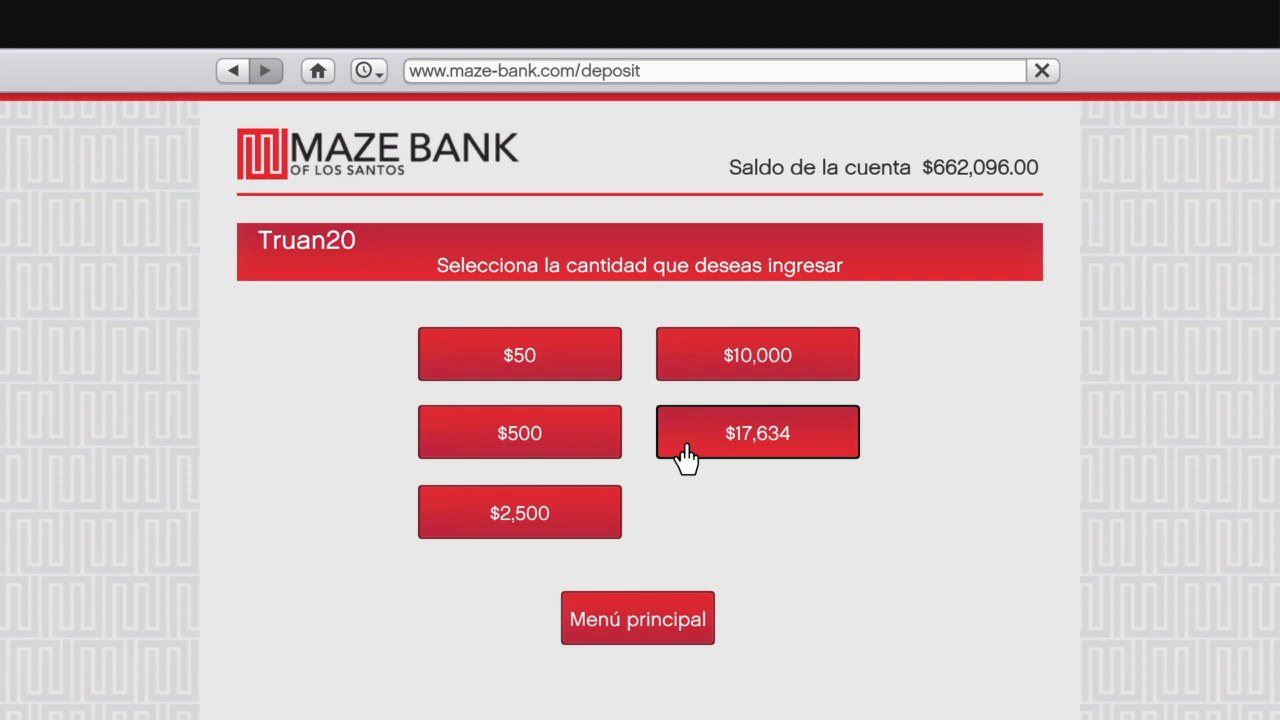 www.maze-bank.com/deposit
MAZE BANK
OF LOS SANTOS
Saldo de la cuenta $662,096.00
Truan20
Selecciona la cantidad que deseas ingresar
$50
$10,000
$500
$17,634
$2,500
Menú principal